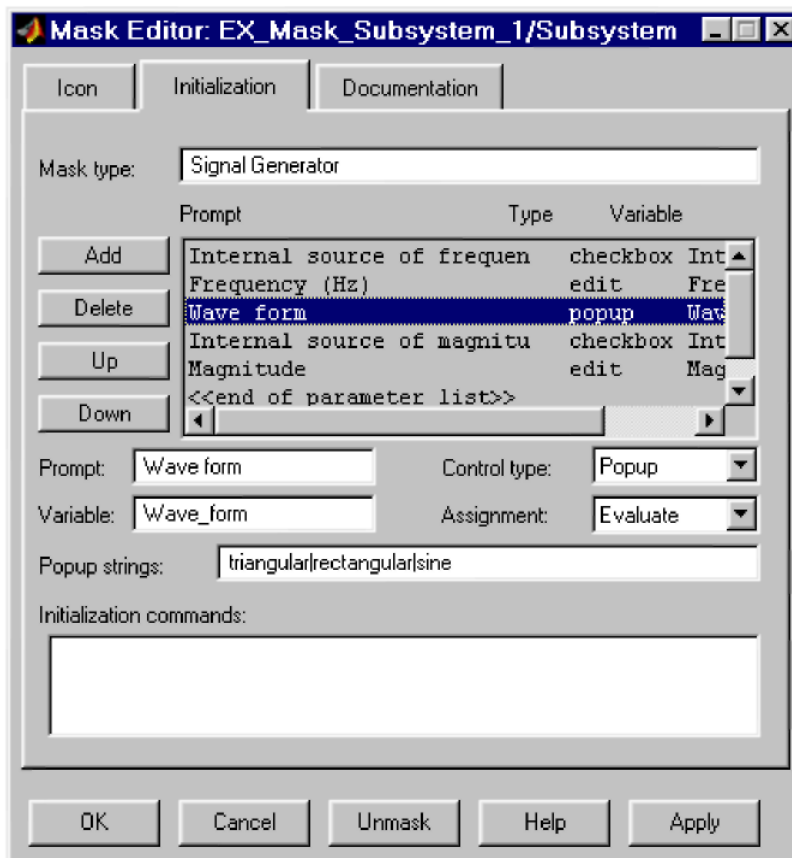 Mask Editor: EX_Mask_Subsystem_1/Subsystem
Icon Initialization Documentation
Mask type: Signal Generator
Prompt Type Variable
Add
Delete
Up
Down
Internal source of frequen checkbox Int
Frequency (Hz) edit Fre
Wave form popup Wav
Internal source of magnitu checkbox Int
Magnitude edit Mag
<<end of parameter list>>
Prompt: Wave form Control type: Popup
Variable: Wave_form Assignment: Evaluate
Popup strings: triangular|rectangular|sine
Initialization commands:
OK Cancel Unmask Help Apply